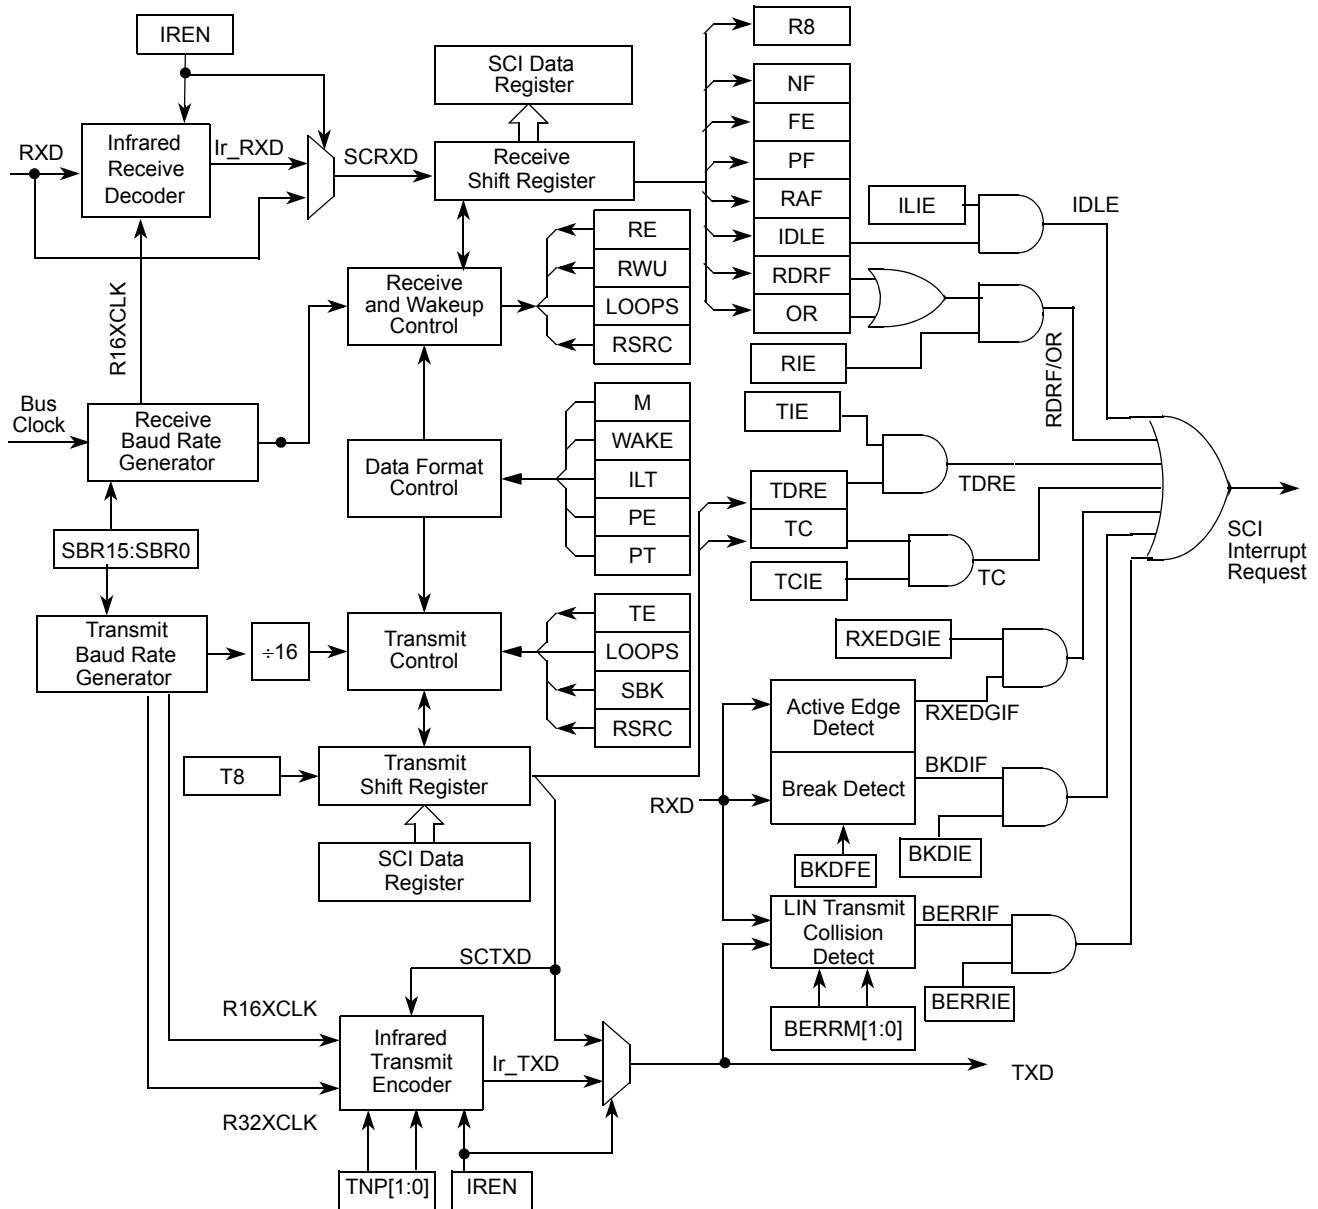 IREN
RXD
Infrared
Receive
Decoder
Ir_RXD
SCRXD
SCI Data
Register
Receive
Shift Register
R8
NF
FE
PF
RAF
IDLE
RDRF
OR
ILIE
IDLE
RIE
RDRF/OR
RE
RWU
LOOPS
RSRC
Receive
and Wakeup
Control
R16XCLK
Bus
Clock
Receive
Baud Rate
Generator
Data Format
Control
M
WAKE
ILT
PE
PT
TIE
TDRE
TC
TCIE
TDRE
TC
SCI
Interrupt
Request
SBR15:SBR0
Transmit
Baud Rate
Generator
÷16
Transmit
Control
TE
LOOPS
SBK
RSRC
RXEDGIE
Active Edge
Detect
RXEDGIF
Break Detect
BKDIF
RXD
BKDIE
BKDFE
T8
Transmit
Shift Register
SCI Data
Register
LIN Transmit
Collision
Detect
BERRIF
BERRIE
BERRM[1:0]
SCTXD
R16XCLK
Infrared
Transmit
Encoder
Ir_TXD
TXD
R32XCLK
TNP[1:0]
IREN